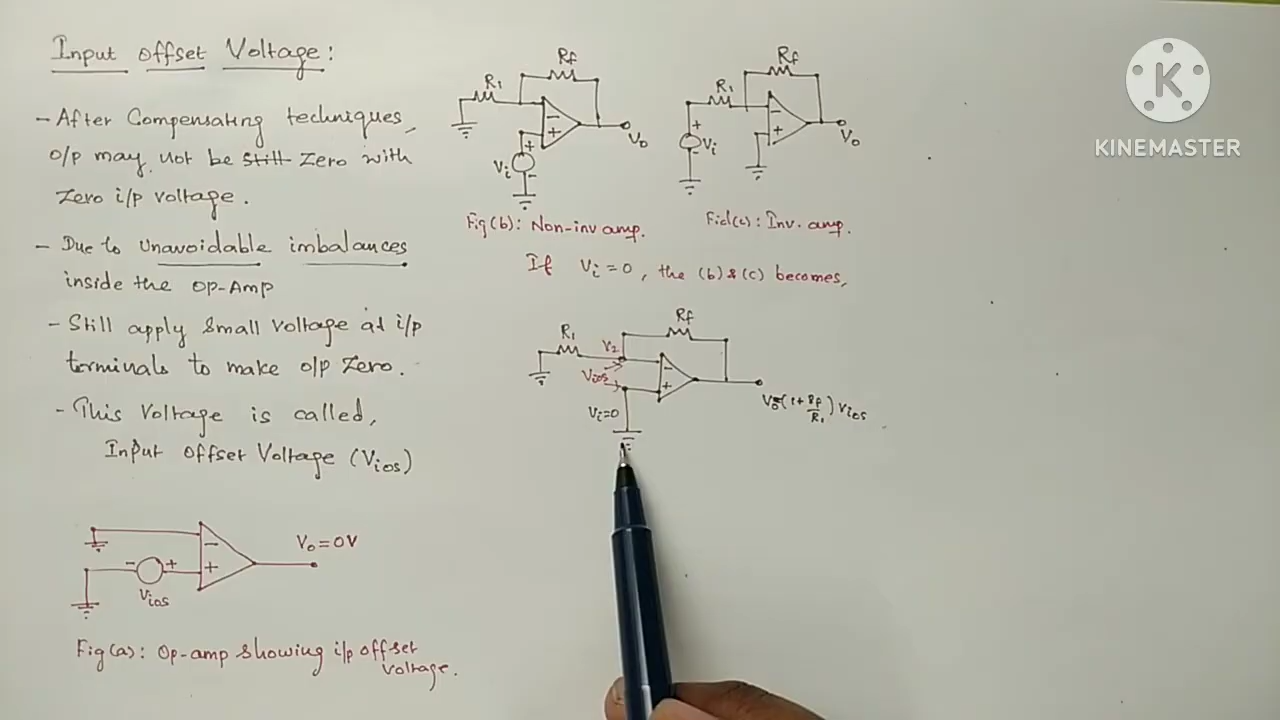 Input offset Voltage:
- After Compensating techniques,
o/p may not be still zero with
Zero i/p voltage.
- Due to Unavoidable imbalances
inside the Op-Amp
- Still apply small voltage at i/p
terminals to make o/p Zero.
- This Voltage is called,
Input Offset Voltage (Vios)
Vo = 0V
-
+
-
+
Vios
Fig(a): Op-amp showing i/p offset
voltage.
Rf
R1
-
+
+
Vi
-
Vo
Fig(b): Non-inv amp.
Rf
R1
-
+
+
Vi
-
Vo
Fid(c): Inv. amp.
If Vi = 0, the (b) & (c) becomes,
Rf
R1
V2
Vios
-
+
Vi=0
Vo=(1+Rf/R1) Vios
K
KINEMASTER